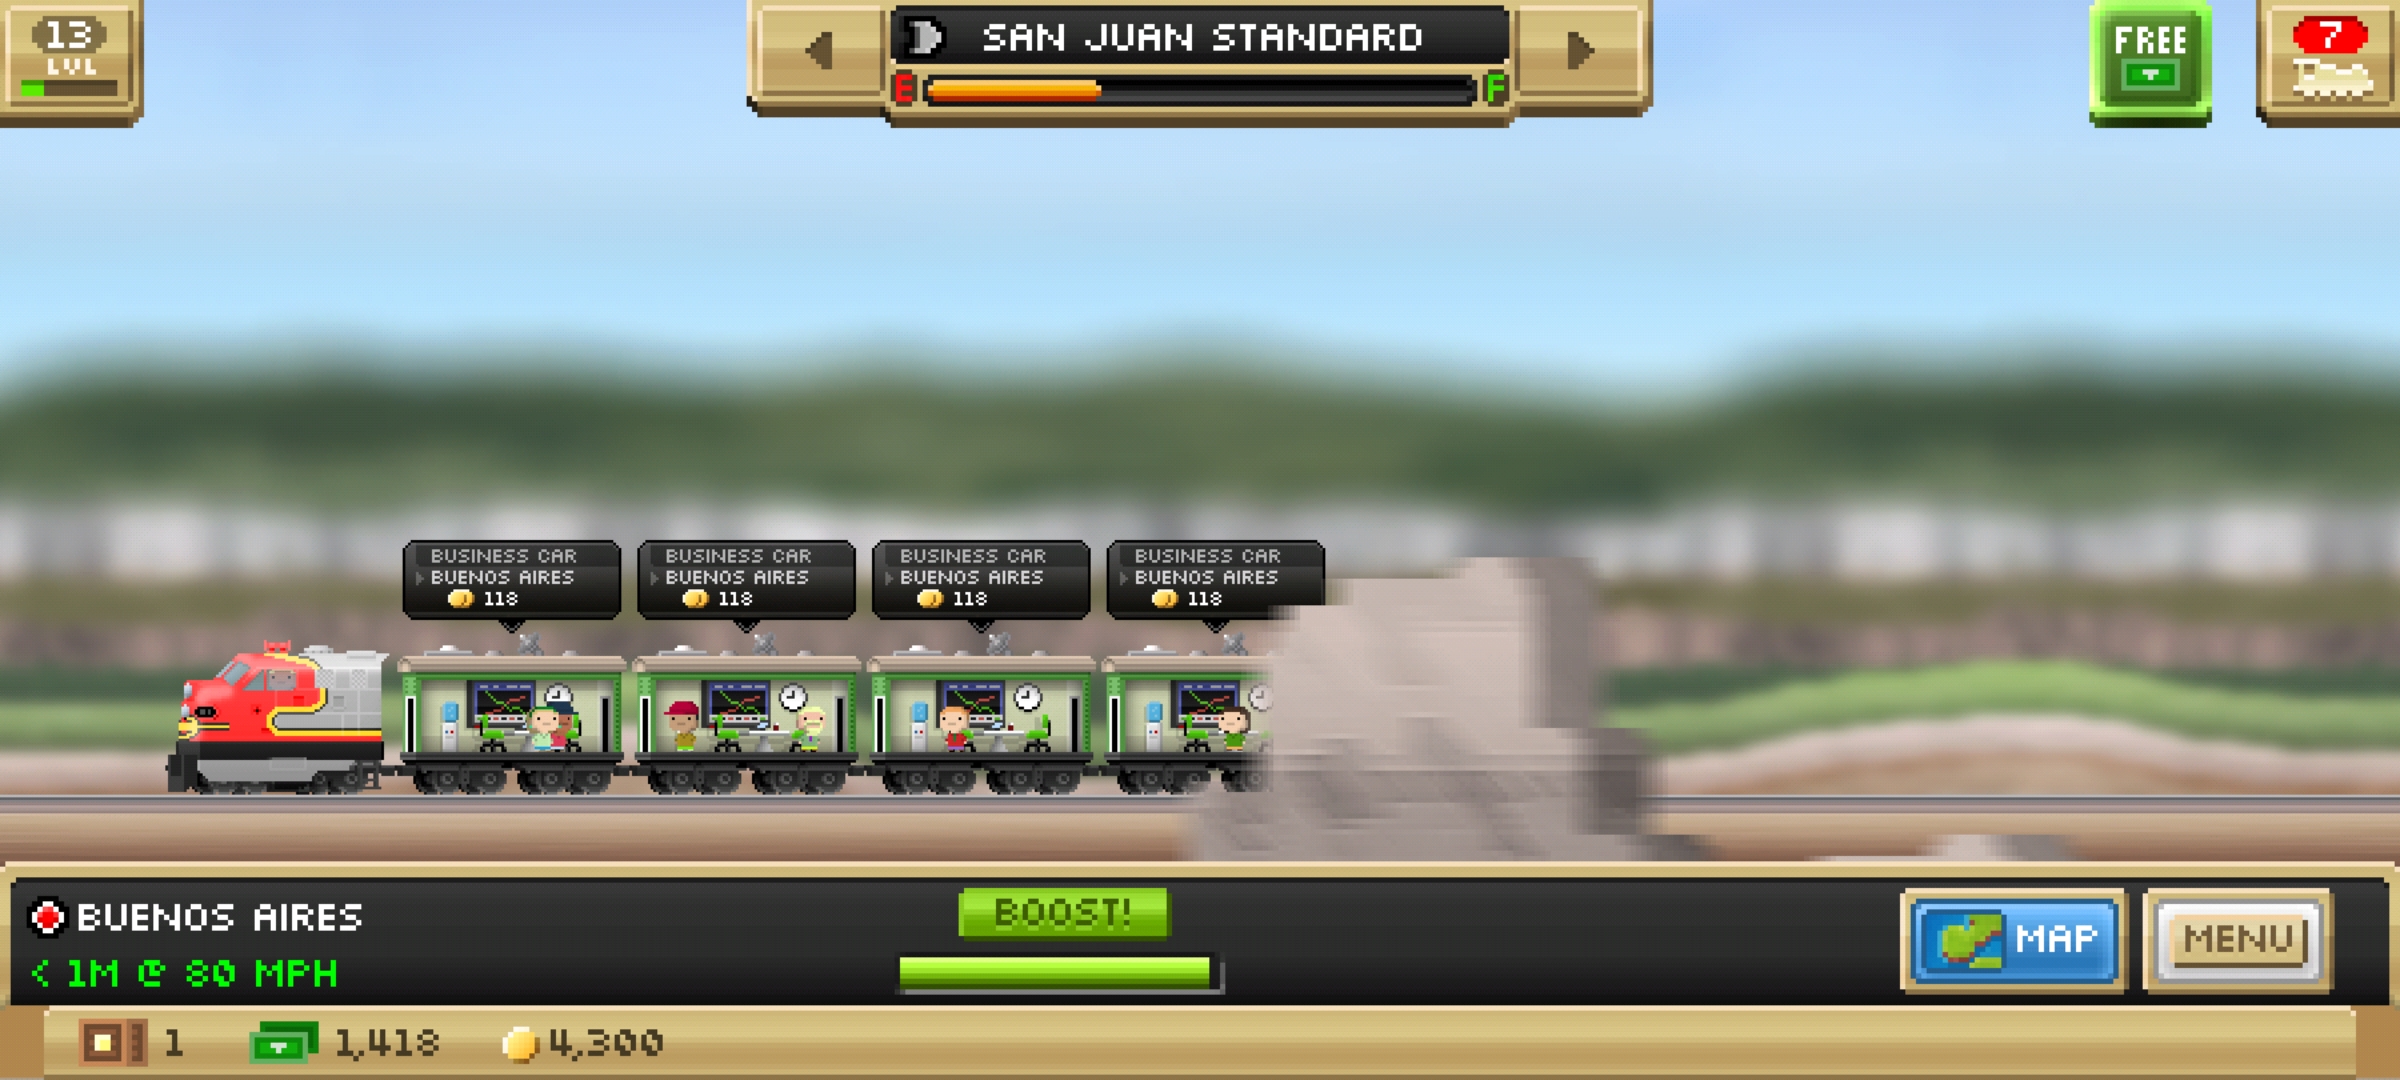 13
LVL
SAN JUAN STANDARD
E F
FREE
7
BUSINESS CAR
BUENOS AIRES
118
BUSINESS CAR
BUENOS AIRES
118
BUSINESS CAR
BUENOS AIRES
118
BUSINESS CAR
BUENOS AIRES
118
BUENOS AIRES
< 1M @ 80 MPH
BOOST!
MAP
MENU
1 1,418 4,300